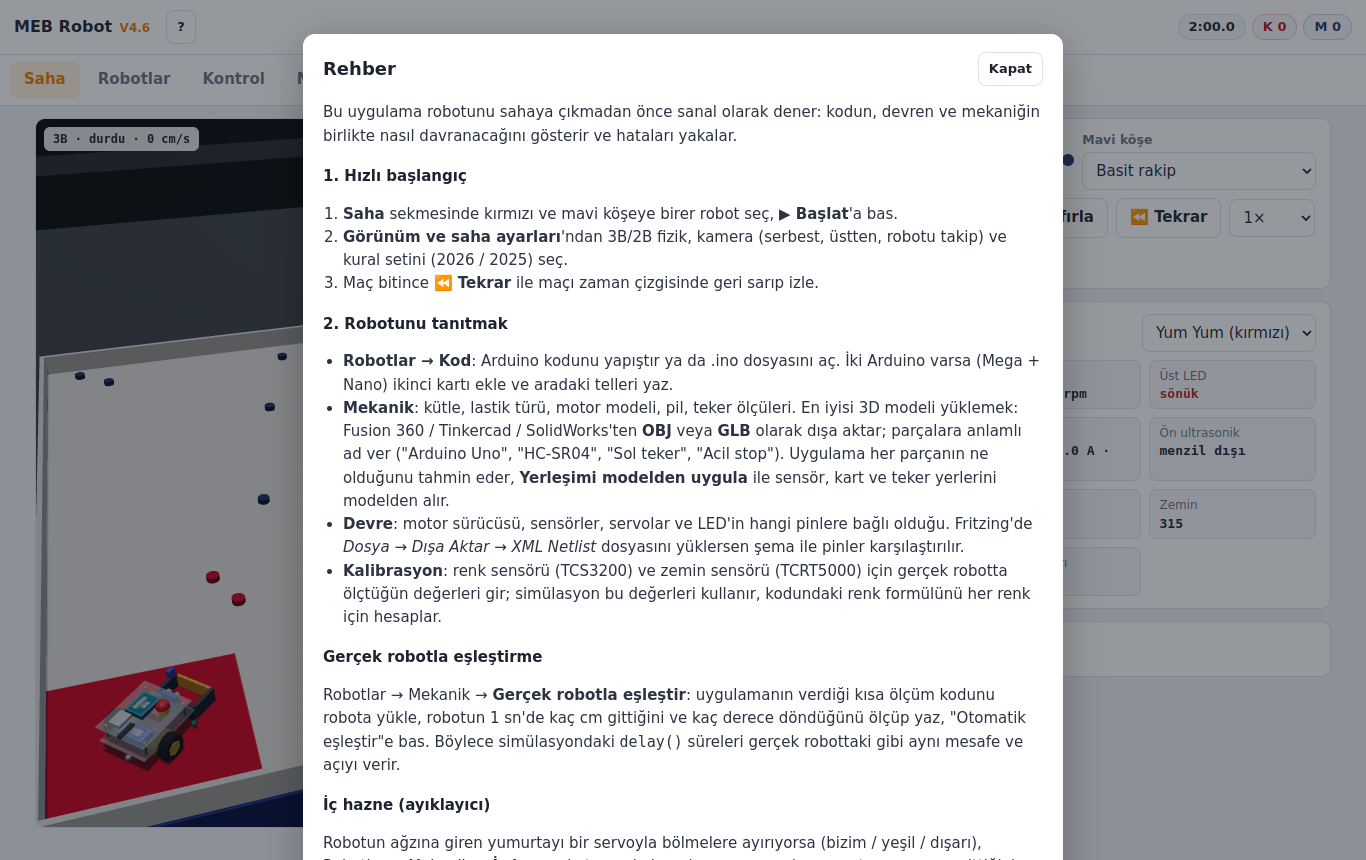 MEB Robot V4.6 ? 2:00.0 K 0 M 0
Saha Robotlar Kontrol
3B · durdu · 0 cm/s
Mavi köşe
Basit rakip
Tekrar 1×
Yum Yum (kırmızı)
rpm
Üst LED
sönük
.0 A ·
Ön ultrasonik
menzil dışı
Zemin
315
Rehber
Kapat
Bu uygulama robotunu sahaya çıkmadan önce sanal olarak dener: kodun, devren ve mekaniğin
birlikte nasıl davranacağını gösterir ve hataları yakalar.
1. Hızlı başlangıç
1. Saha sekmesinde kırmızı ve mavi köşeye birer robot seç, ▶ Başlat'a bas.
2. Görünüm ve saha ayarları'ndan 3B/2B fizik, kamera (serbest, üstten, robotu takip) ve
kural setini (2026 / 2025) seç.
3. Maç bitince ⏪ Tekrar ile maçı zaman çizgisinde geri sarıp izle.
2. Robotunu tanıtmak
• Robotlar → Kod: Arduino kodunu yapıştır ya da .ino dosyasını aç. İki Arduino varsa (Mega +
Nano) ikinci kartı ekle ve aradaki telleri yaz.
• Mekanik: kütle, lastik türü, motor modeli, pil, teker ölçüleri. En iyisi 3D modeli yüklemek:
Fusion 360 / Tinkercad / SolidWorks'ten OBJ veya GLB olarak dışa aktar; parçalara anlamlı
ad ver ("Arduino Uno", "HC-SR04", "Sol teker", "Acil stop"). Uygulama her parçanın ne
olduğunu tahmin eder, Yerleşimi modelden uygula ile sensör, kart ve teker yerlerini
modelden alır.
• Devre: motor sürücüsü, sensörler, servolar ve LED'in hangi pinlere bağlı olduğu. Fritzing'de
Dosya → Dışa Aktar → XML Netlist dosyasını yüklersen şema ile pinler karşılaştırılır.
• Kalibrasyon: renk sensörü (TCS3200) ve zemin sensörü (TCRT5000) için gerçek robotta
ölçtüğün değerleri gir; simülasyon bu değerleri kullanır, kodundaki renk formülünü her renk
için hesaplar.
Gerçek robotla eşleştirme
Robotlar → Mekanik → Gerçek robotla eşleştir: uygulamanın verdiği kısa ölçüm kodunu
robota yükle, robotun 1 sn'de kaç cm gittiğini ve kaç derece döndüğünü ölçüp yaz, "Otomatik
eşleştir"e bas. Böylece simülasyondaki delay() süreleri gerçek robottaki gibi aynı mesafe ve
açıyı verir.
İç hazne (ayıklayıcı)
Robotun ağzına giren yumurtayı bir servoyla bölmelere ayırıyorsa (bizim / yeşil / dışarı),